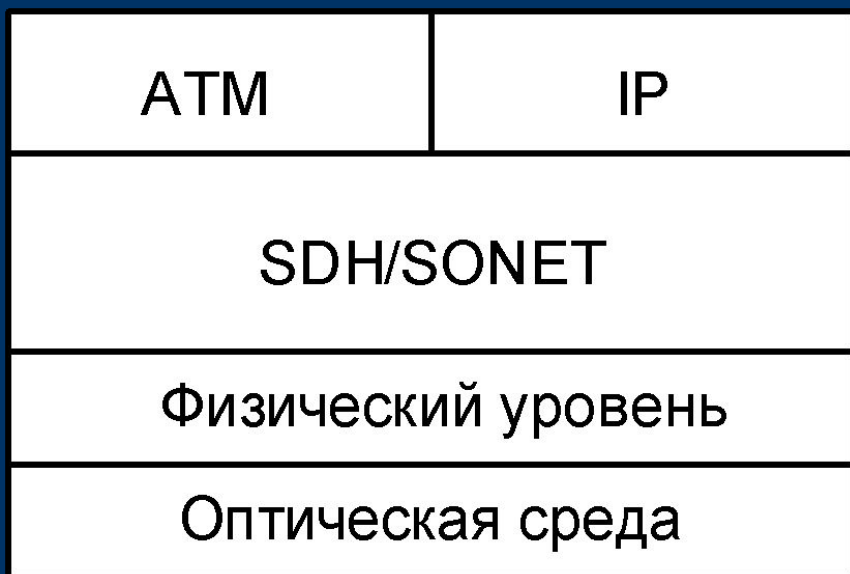 ATM
IP
SDH/SONET
Физический уровень
Оптическая среда